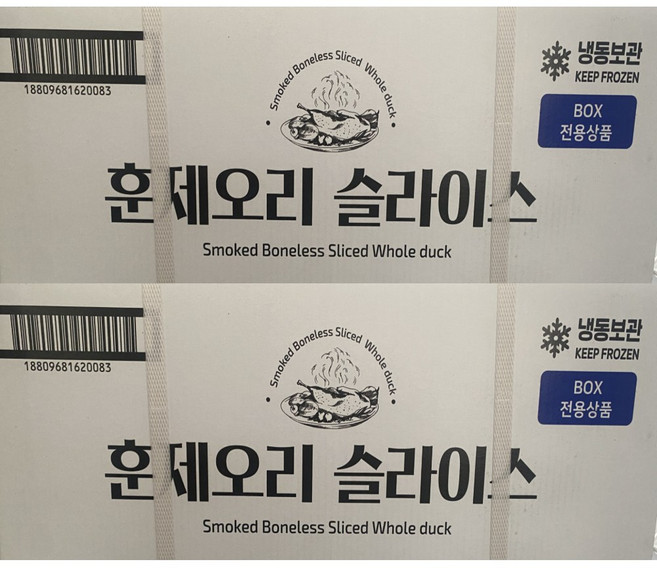 18809681620083
Smoked Boneless Sliced Whole duck
냉동보관
KEEP FROZEN
BOX
전용상품
훈제오리 슬라이스
Smoked Boneless Sliced Whole duck
18809681620083
Smoked Boneless Sliced Whole duck
냉동보관
KEEP FROZEN
BOX
전용상품
훈제오리 슬라이스
Smoked Boneless Sliced Whole duck